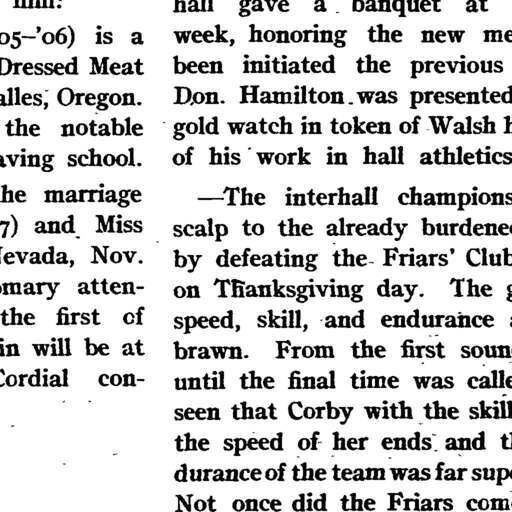 him.
05–'06) is a
Dressed Meat
alles, Oregon.
the notable
aving school.
he marriage
7) and Miss
Nevada, Nov.
omary atten-
the first of
in will be at
Cordial con-
hall gave a banquet at
week, honoring the new me
been initiated the previous
Don. Hamilton was presented
gold watch in token of Walsh h
of his work in hall athletics
—The interhall champions
scalp to the already burdene
by defeating the Friars' Club
on Thanksgiving day. The g
speed, skill, and endurance a
brawn. From the first soun
until the final time was calle
seen that Corby with the skill
the speed of her ends and th
durance of the team was far supe
Not once did the Friars com